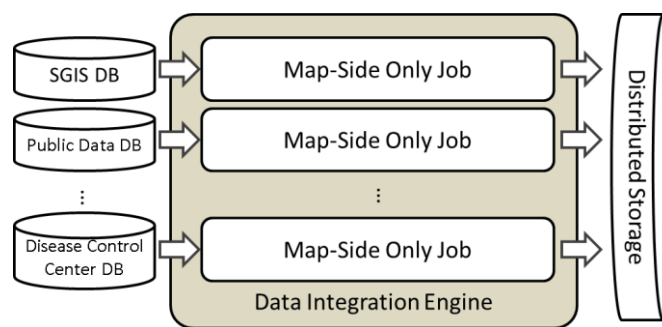 SGIS DB
Map-Side Only Job
Public Data DB
Map-Side Only Job
⋮
⋮
Disease Control
Center DB
Map-Side Only Job
Data Integration Engine
Distributed Storage